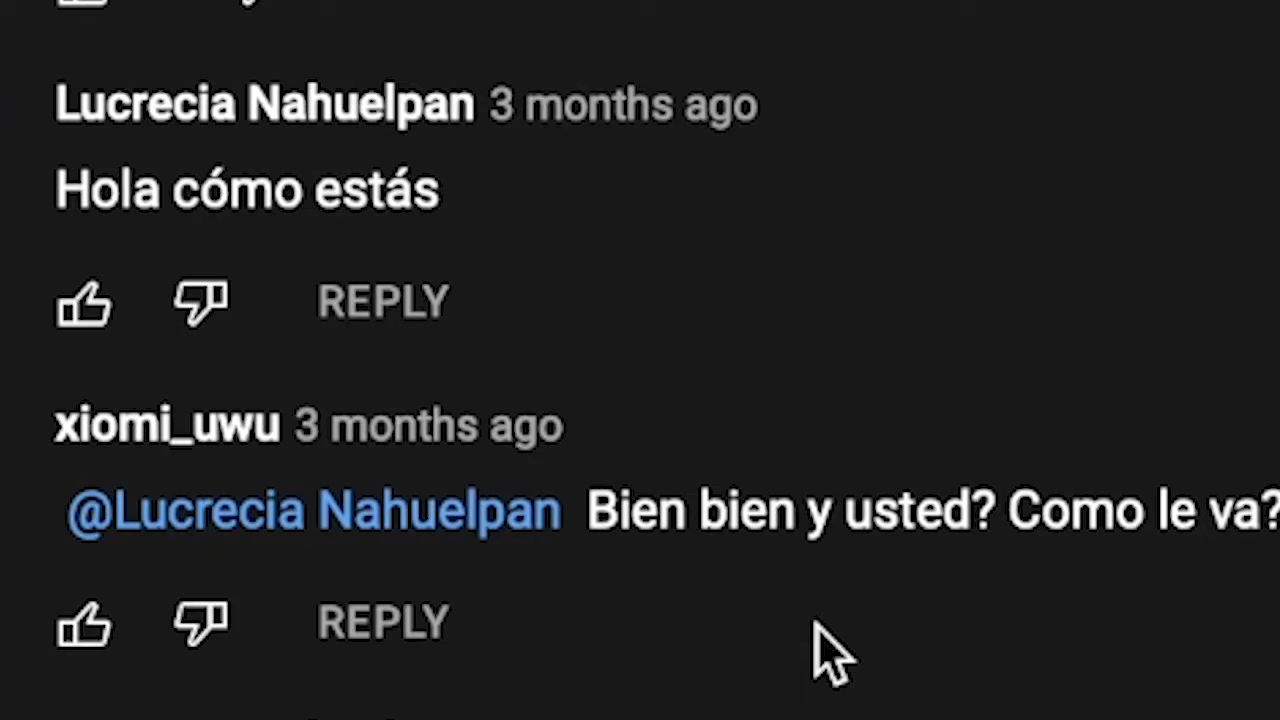 Lucrecia Nahuelpan 3 months ago
Hola cómo estás
REPLY
xiomi_uwu 3 months ago
@Lucrecia Nahuelpan Bien bien y usted? Como le va?
REPLY